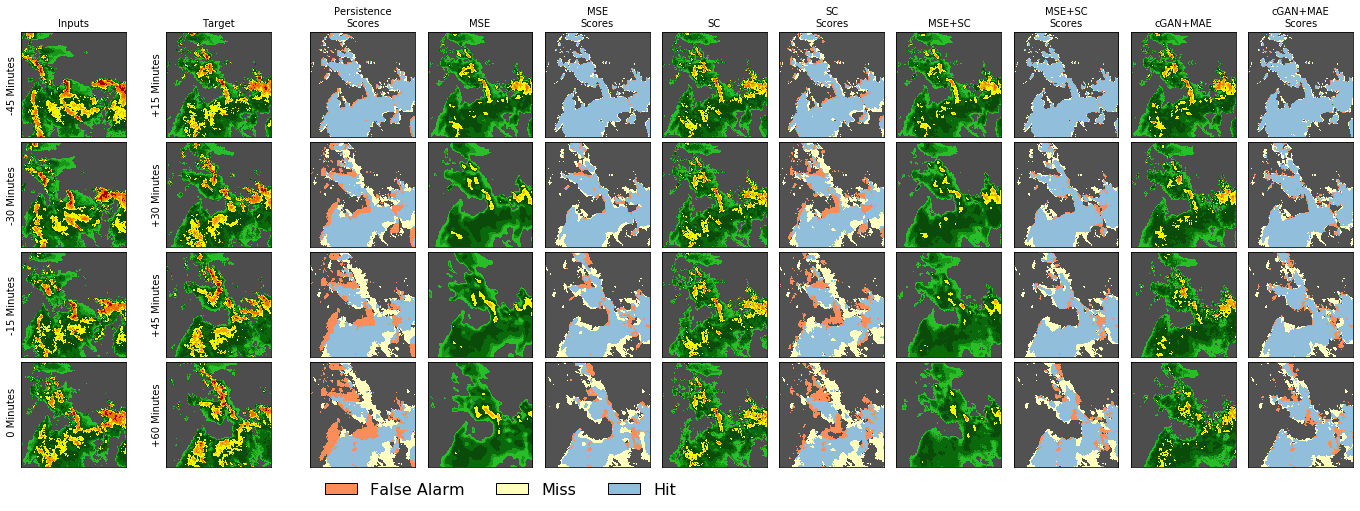 Inputs
Target
Persistence
Scores
MSE
MSE
Scores
SC
SC
Scores
MSE+SC
MSE+SC
Scores
cGAN+MAE
cGAN+MAE
Scores
-45 Minutes
+15 Minutes
-30 Minutes
+30 Minutes
-15 Minutes
+45 Minutes
0 Minutes
+60 Minutes
False Alarm
Miss
Hit